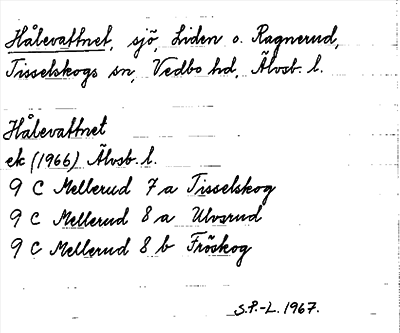 Hålevattnet, sjö, Liden o. Ragnerud,
Tisselskogs sn, Vedbo hd, Älvsb. l.
Hålevattnet
ek (1966) Älvsb. l.
9 C Mellerud 7 a Tisselskog
9 C Mellerud 8 a Ulvsrud
9 C Mellerud 8 b Fröskog
S.P.-L. 1967.